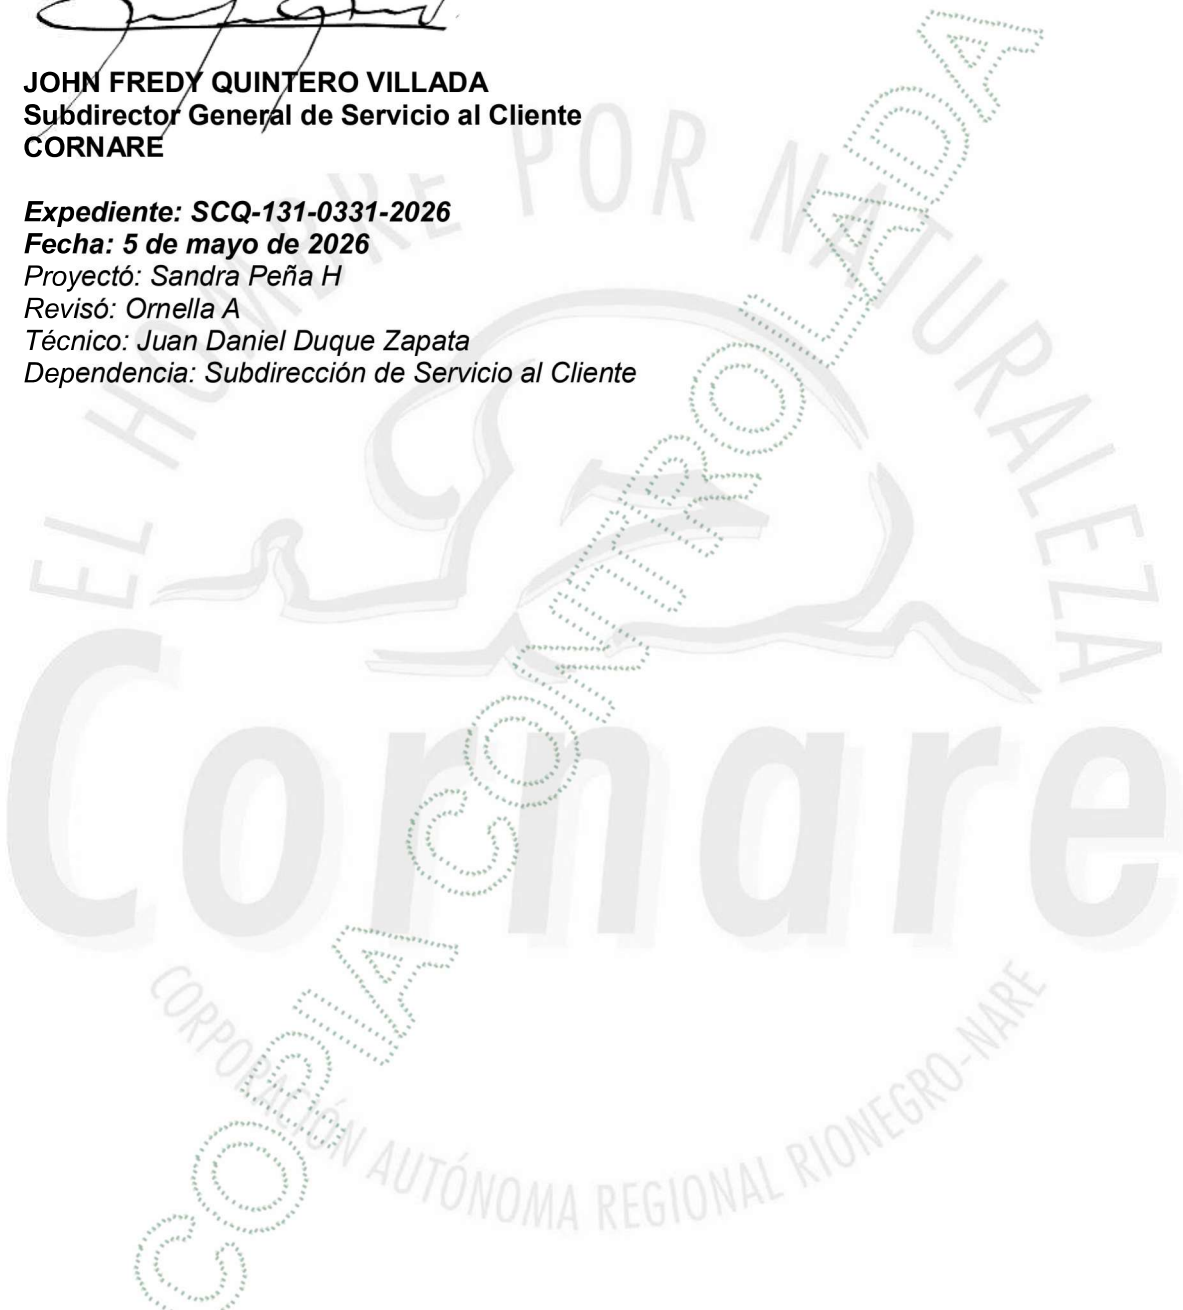 JOHN FREDY QUINTERO VILLADA
Subdirector General de Servicio al Cliente
CORNARE
Expediente: SCQ-131-0331-2026
Fecha: 5 de mayo de 2026
Proyectó: Sandra Peña H
Revisó: Ornella A
Técnico: Juan Daniel Duque Zapata
Dependencia: Subdirección de Servicio al Cliente
EL HOMBRE POR NATURALEZA
Cornare
CORPORACIÓN AUTÓNOMA REGIONAL RIONEGRO-NARE
COPIA CONTROLADA